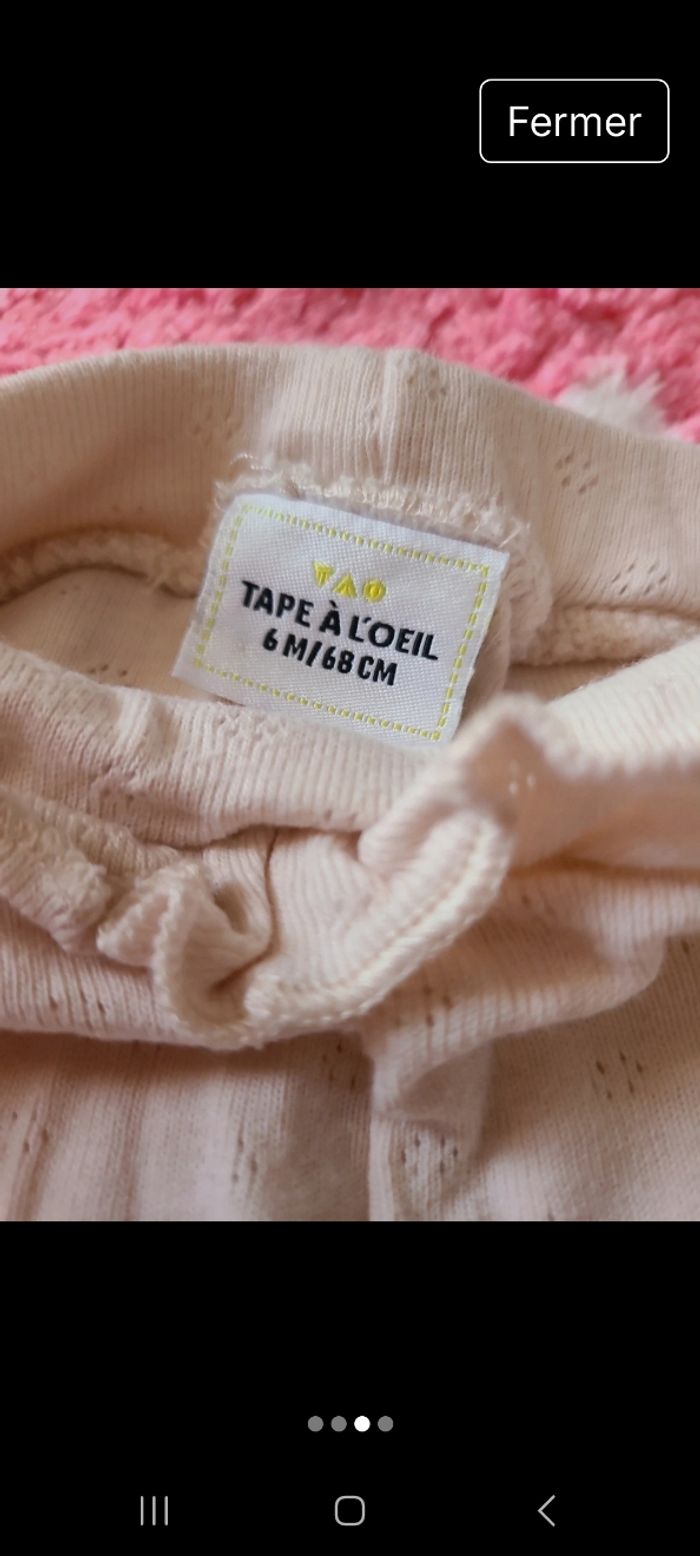 Fermer
TAO
TAPE À L'OEIL
6 M/68 CM